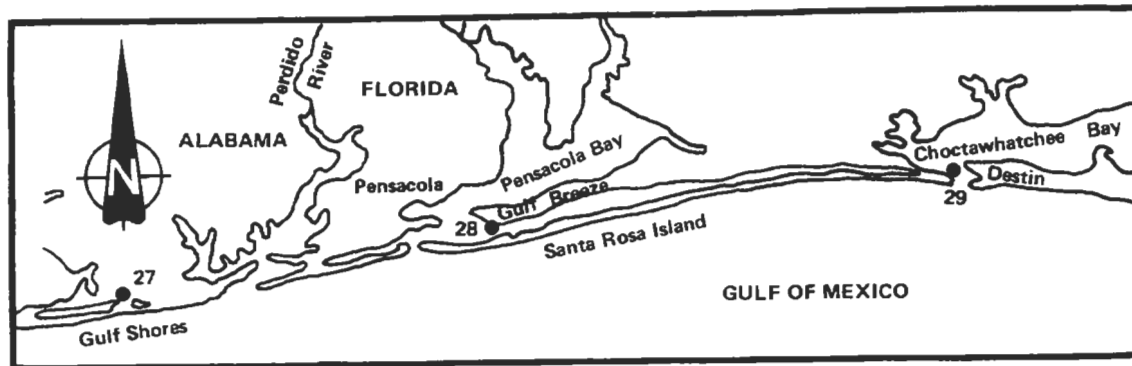 Perdido
River
FLORIDA
ALABAMA
N
Pensacola
Pensacola Bay
Gulf Breeze
28
Santa Rosa Island
Choctawhatchee Bay
Destin
29
27
Gulf Shores
GULF OF MEXICO